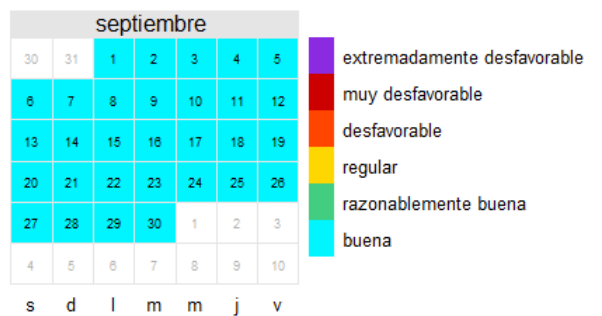 septiembre
30 31 1 2 3 4 5
6 7 8 9 10 11 12
13 14 15 16 17 18 19
20 21 22 23 24 25 26
27 28 29 30 1 2 3
4 5 6 7 8 9 10
s d l m m j v
extremadamente desfavorable
muy desfavorable
desfavorable
regular
razonablemente buena
buena